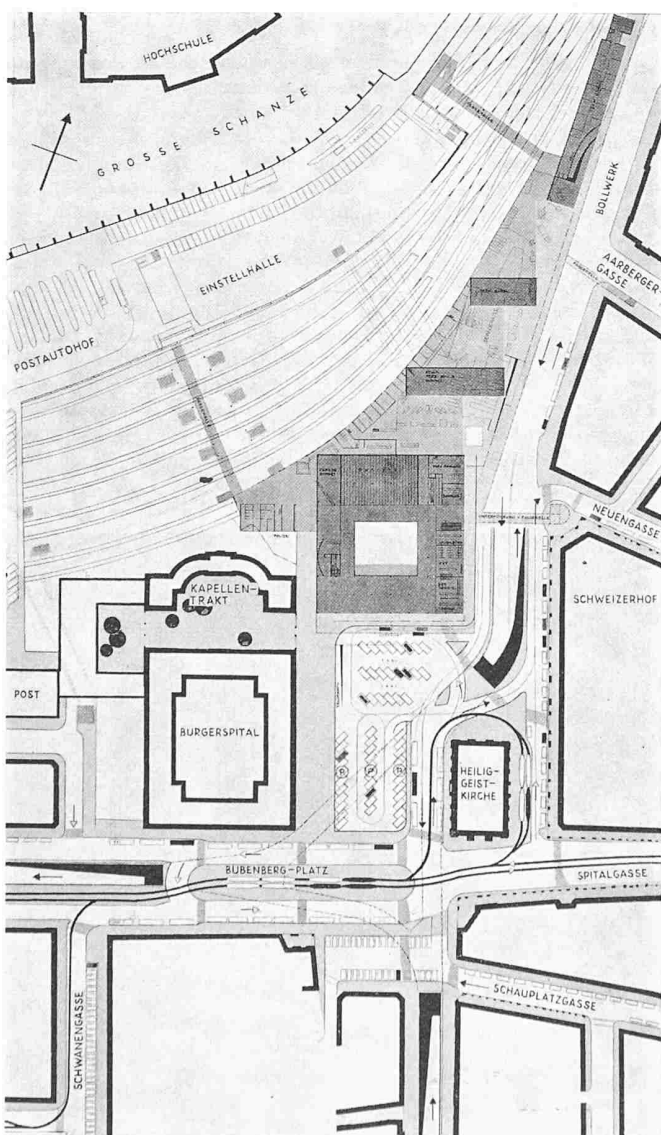 HOCHSCHULE
GROSSE SCHANZE
BOLLWERK
AARBERGER-
GASSE
EINSTELLHALLE
POSTAUTOHOF
NEUENGASSE
KAPELLEN-
TRAKT
SCHWEIZERHOF
POST
BURGERSPITAL
P P P
HEILIG-
GEIST-
KIRCHE
BUBENBERG-PLATZ
SPITALGASSE
SCHWANENGASSE
SCHAUPLATZGASSE